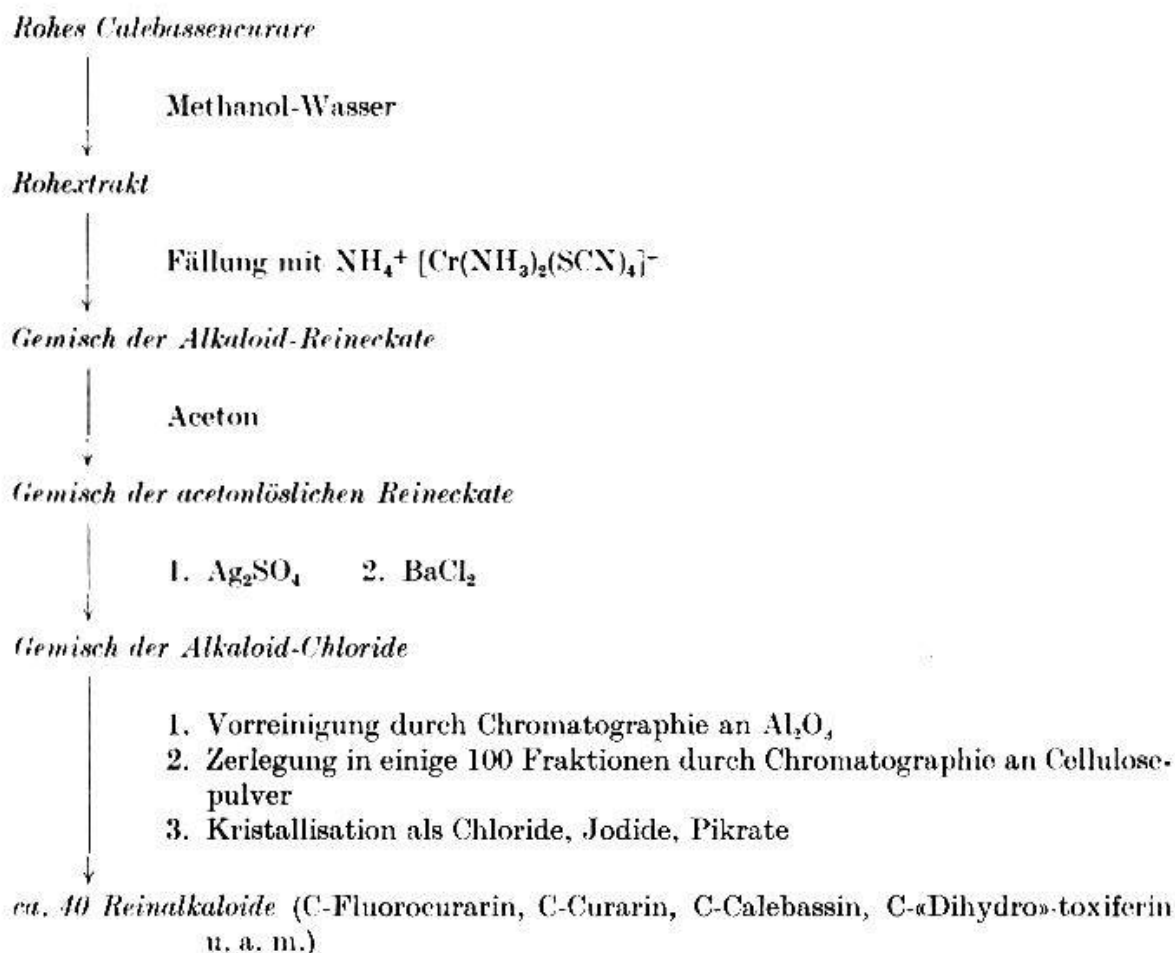 Rohes Calebassencurare
Methanol-Wasser
Rohextrakt
Fällung mit NH₄⁺ [Cr(NH₃)₂(SCN)₄]⁻
Gemisch der Alkaloid-Reineckate
Aceton
Gemisch der acetonlöslichen Reineckate
1. Ag₂SO₄ 2. BaCl₂
Gemisch der Alkaloid-Chloride
1. Vorreinigung durch Chromatographie an Al₂O₃
2. Zerlegung in einige 100 Fraktionen durch Chromatographie an Cellulose-
pulver
3. Kristallisation als Chloride, Jodide, Pikrate
ca. 40 Reinalkaloide (C-Fluorocurarin, C-Curarin, C-Calebassin, C-«Dihydro»-toxiferin
u. a. m.)